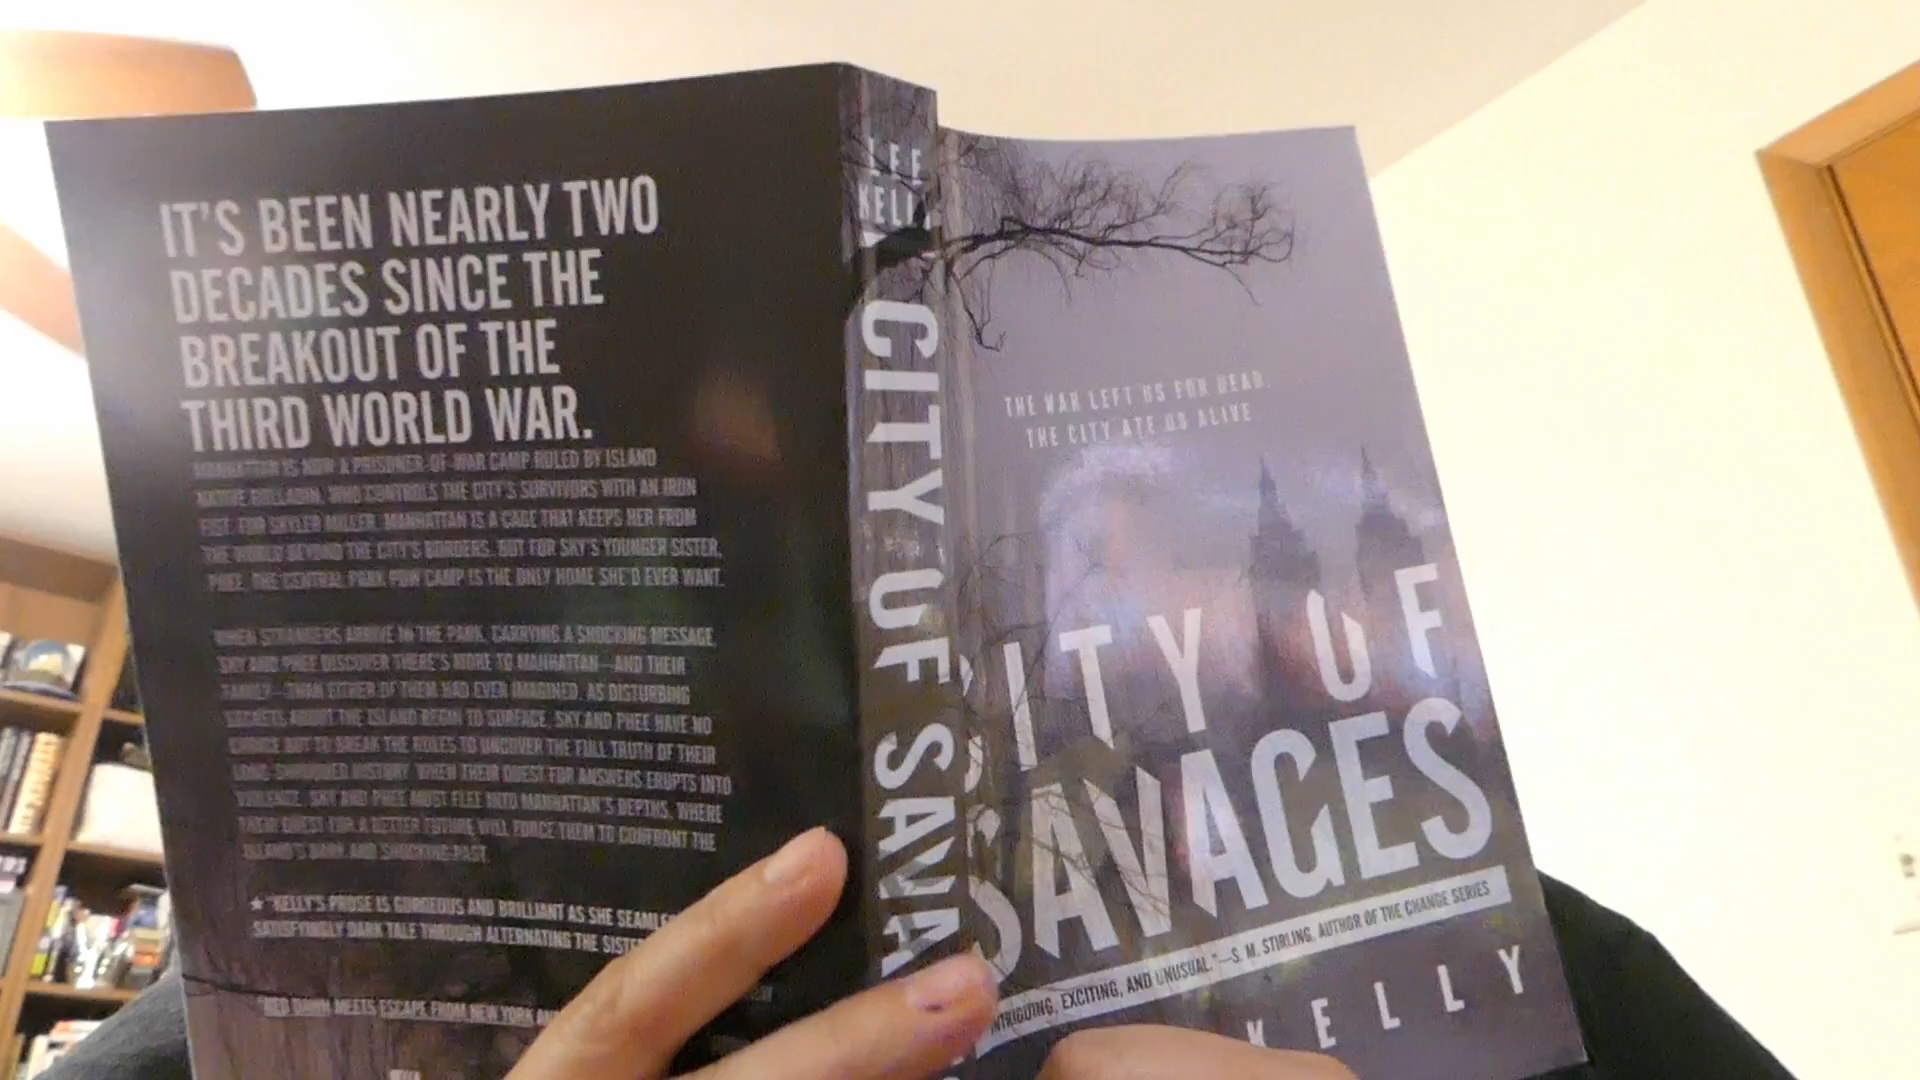 IT'S BEEN NEARLY TWO
DECADES SINCE THE
BREAKOUT OF THE
THIRD WORLD WAR.
MANHATTAN IS NOW A PRISONER-OF-WAR CAMP RULED BY ISLAND
NATIVE ROLLADIN, WHO CONTROLS THE CITY'S SURVIVORS WITH AN IRON
FIST. FOR SKYLER MILLER, MANHATTAN IS A CAGE THAT KEEPS HER FROM
THE WORLD BEYOND THE CITY'S BORDERS. BUT FOR SKY'S YOUNGER SISTER,
PHEE, THE CENTRAL PARK POW CAMP IS THE ONLY HOME SHE'D EVER WANT.
WHEN STRANGERS ARRIVE IN THE PARK, CARRYING A SHOCKING MESSAGE,
SKY AND PHEE DISCOVER THERE'S MORE TO MANHATTAN—AND THEIR
FAMILY—THAN EITHER OF THEM HAD EVER IMAGINED. AS DISTURBING
SECRETS ABOUT THE ISLAND BEGIN TO SURFACE, SKY AND PHEE HAVE NO
CHOICE BUT TO BREAK THE RULES TO UNCOVER THE FULL TRUTH OF THEIR
LONG-SHROUDED HISTORY. WHEN THEIR QUEST FOR ANSWERS ERUPTS INTO
VIOLENCE, SKY AND PHEE MUST FLEE INTO MANHATTAN'S DEPTHS, WHERE
THEIR QUEST FOR A BETTER FUTURE WILL FORCE THEM TO CONFRONT THE
ISLAND'S DARK AND SHOCKING PAST.
★ "KELLY'S PROSE IS GORGEOUS AND BRILLIANT AS SHE
SATISFYINGLY DARK TALE THROUGH ALTERNATING THE
"RED DAWN MEETS ESCAPE FROM NEW YORK
LEE
KELLY
CITY OF SAVA
THE WAR LEFT US FOR DEAD.
THE CITY ATE US ALIVE.
CITY OF
SAVAGES
INTRIGUING, EXCITING, AND UNUSUAL."—S. M. STIRLING, AUTHOR OF THE CHANGE SERIES
KELLY